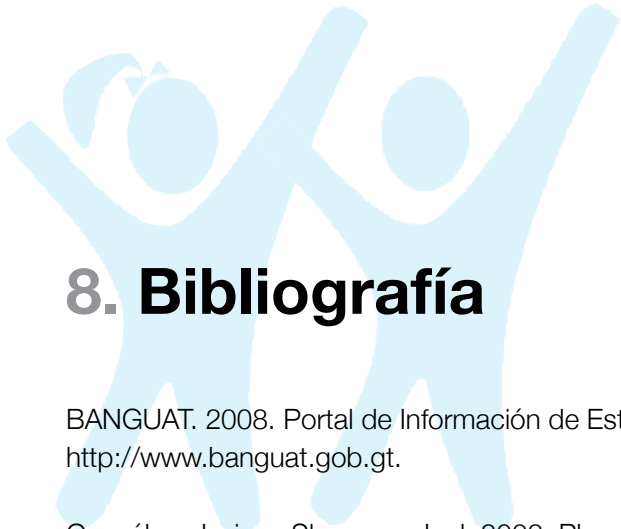 8. Bibliografía
BANGUAT. 2008. Portal de Información de Est
http://www.banguat.gob.gt.